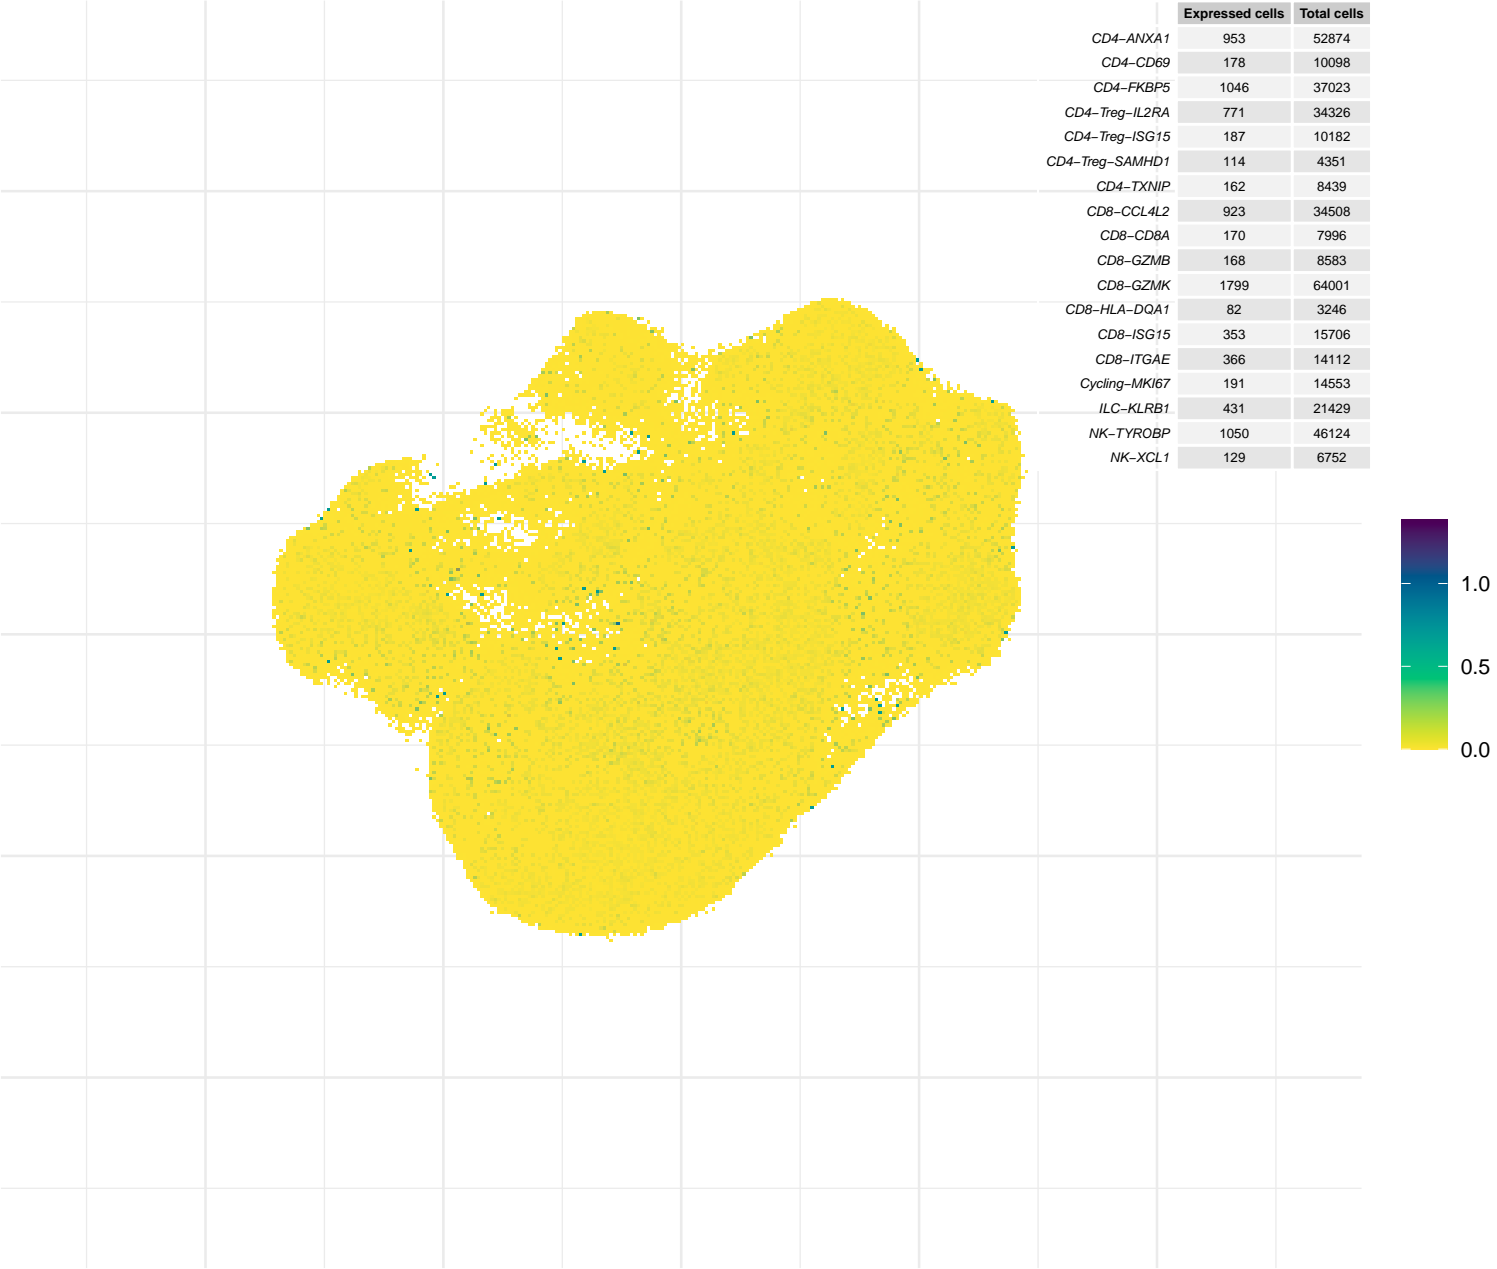 Expressed cells Total cells
CD4−ANXA1 953 52874
CD4−CD69 178 10098
CD4−FKBP5 1046 37023
CD4−Treg−IL2RA 771 34326
CD4−Treg−ISG15 187 10182
CD4−Treg−SAMHD1 114 4351
CD4−TXNIP 162 8439
CD8−CCL4L2 923 34508
CD8−CD8A 170 7996
CD8−GZMB 168 8583
CD8−GZMK 1799 64001
CD8−HLA−DQA1 82 3246
CD8−ISG15 353 15706
CD8−ITGAE 366 14112
Cycling−MKI67 191 14553
ILC−KLRB1 431 21429
NK−TYROBP 1050 46124
NK−XCL1 129 6752
1.0
0.5
0.0